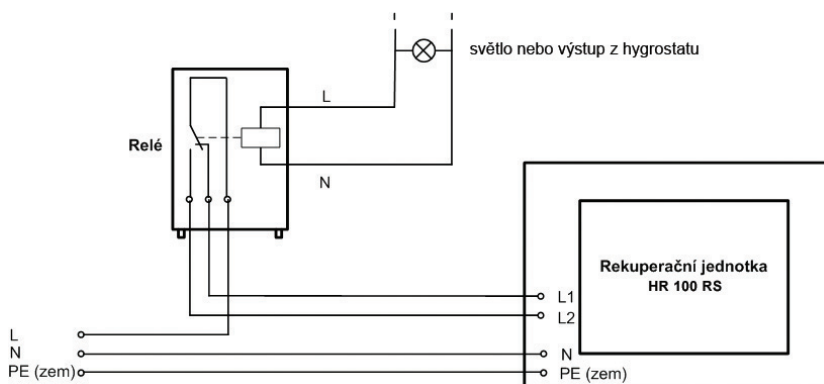 světlo nebo výstup z hygrostatu
L
Relé
N
Rekuperační jednotka
HR 100 RS
L1
L2
L
N
N
PE (zem)
PE (zem)